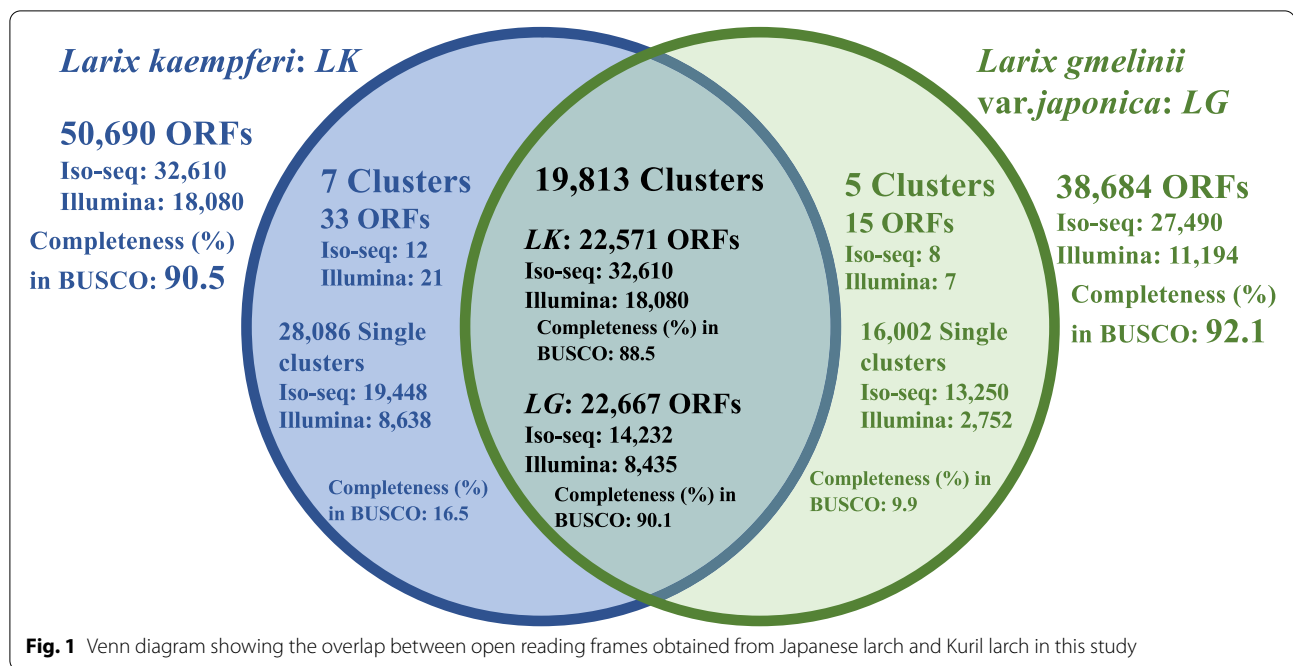 Larix kaempferi: LK
50,690 ORFs
Iso-seq: 32,610
Illumina: 18,080
Completeness (%)
in BUSCO: 90.5
7 Clusters
33 ORFs
Iso-seq: 12
Illumina: 21
28,086 Single
clusters
Iso-seq: 19,448
Illumina: 8,638
Completeness (%)
in BUSCO: 16.5
19,813 Clusters
LK: 22,571 ORFs
Iso-seq: 32,610
Illumina: 18,080
Completeness (%) in
BUSCO: 88.5
LG: 22,667 ORFs
Iso-seq: 14,232
Illumina: 8,435
Completeness (%) in
BUSCO: 90.1
5 Clusters
15 ORFs
Iso-seq: 8
Illumina: 7
16,002 Single
clusters
Iso-seq: 13,250
Illumina: 2,752
Completeness (%) in
BUSCO: 9.9
Larix gmelinii
var.japonica: LG
38,684 ORFs
Iso-seq: 27,490
Illumina: 11,194
Completeness (%)
in BUSCO: 92.1
Fig. 1 Venn diagram showing the overlap between open reading frames obtained from Japanese larch and Kuril larch in this study